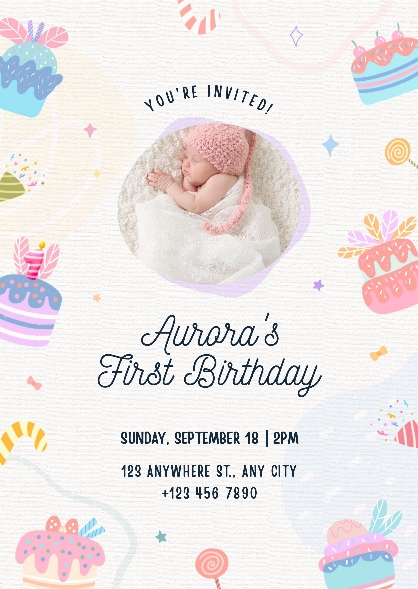 YOU'RE INVITED!
Aurora's
First Birthday
SUNDAY, SEPTEMBER 18 | 2PM
123 ANYWHERE ST., ANY CITY
+123 456 7890